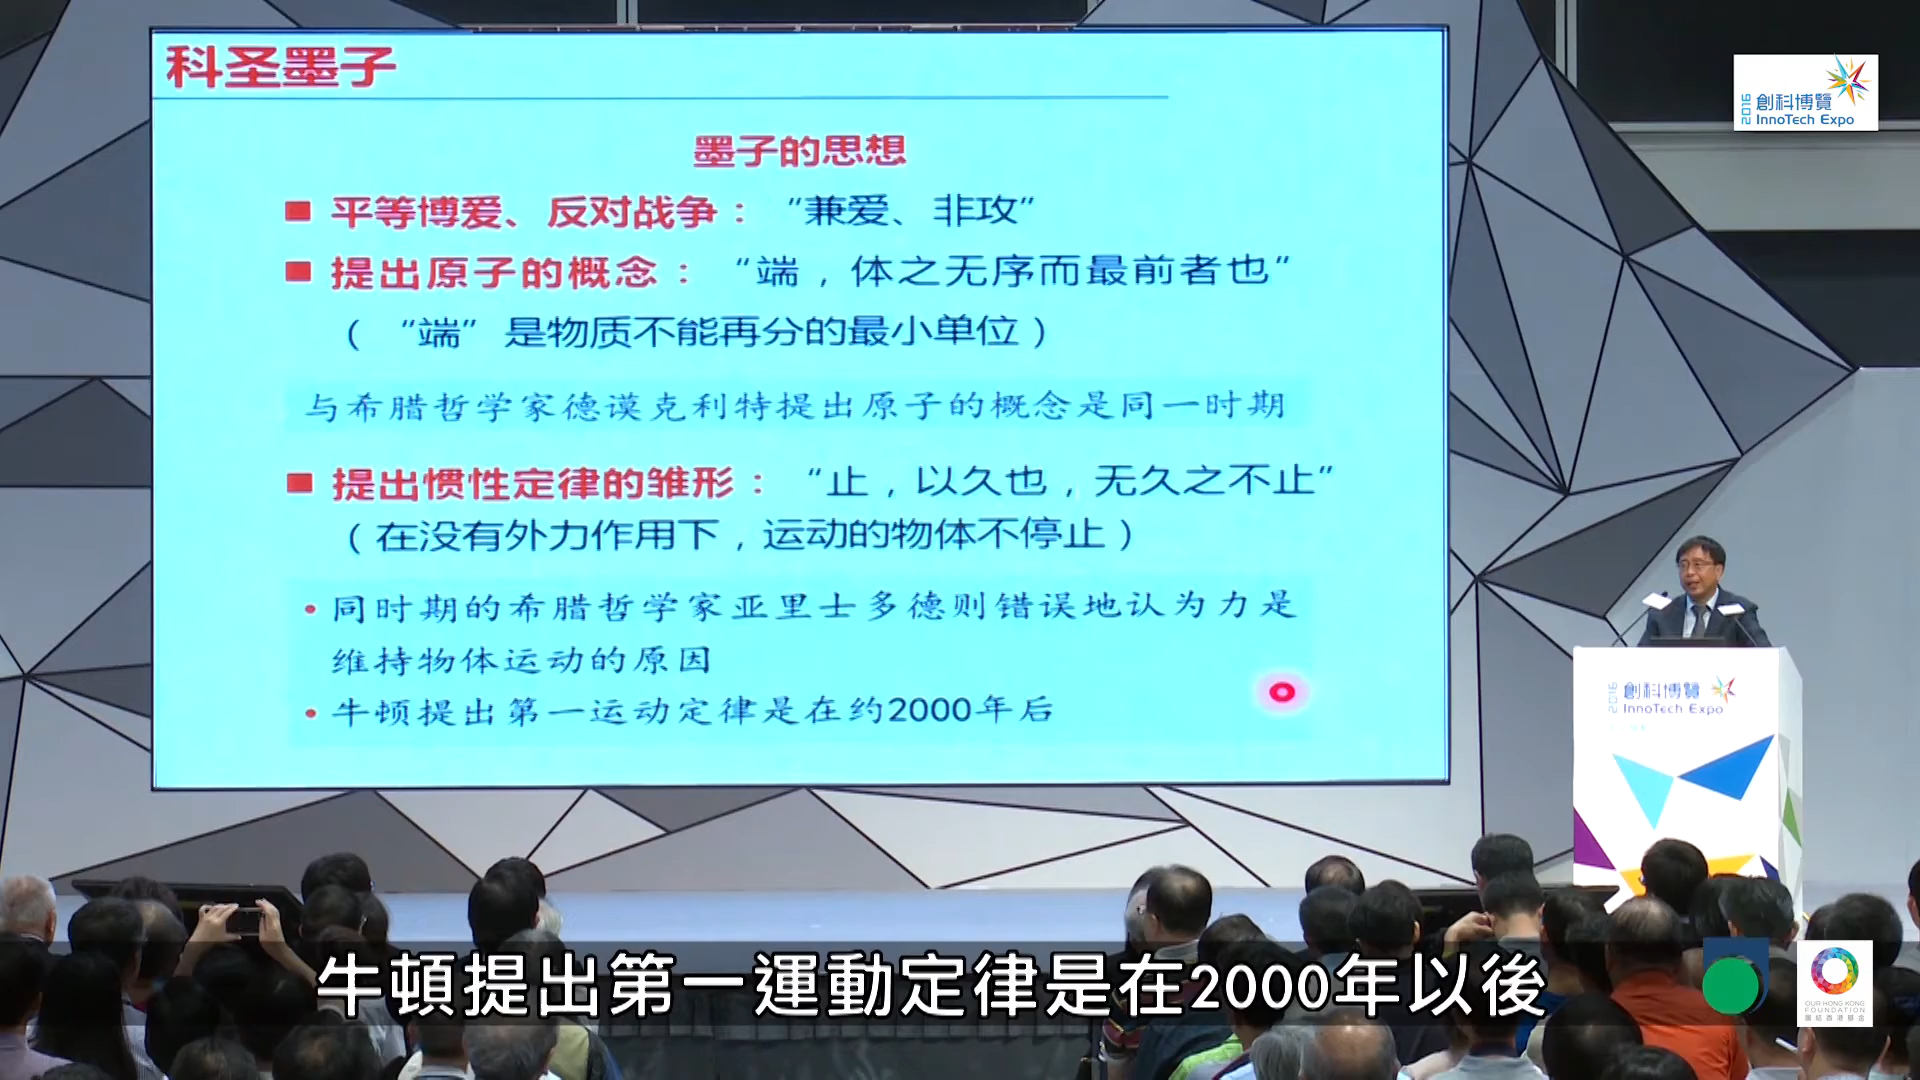 科圣墨子
墨子的思想
■ 平等博爱、反对战争：“兼爱、非攻”
■ 提出原子的概念：“端，体之无序而最前者也”
（“端”是物质不能再分的最小单位）
与希腊哲学家德谟克利特提出原子的概念是同一时期
■ 提出惯性定律的雏形：“止，以久也，无久之不止”
（在没有外力作用下，运动的物体不停止）
• 同时期的希腊哲学家亚里士多德则错误地认为力是
维持物体运动的原因
• 牛顿提出第一运动定律是在约2000年后
2016 創科博覽
InnoTech Expo
2016 創科博覽
InnoTech Expo
牛頓提出第一運動定律是在2000年以後
OUR HONG KONG
FOUNDATION
團結香港基金